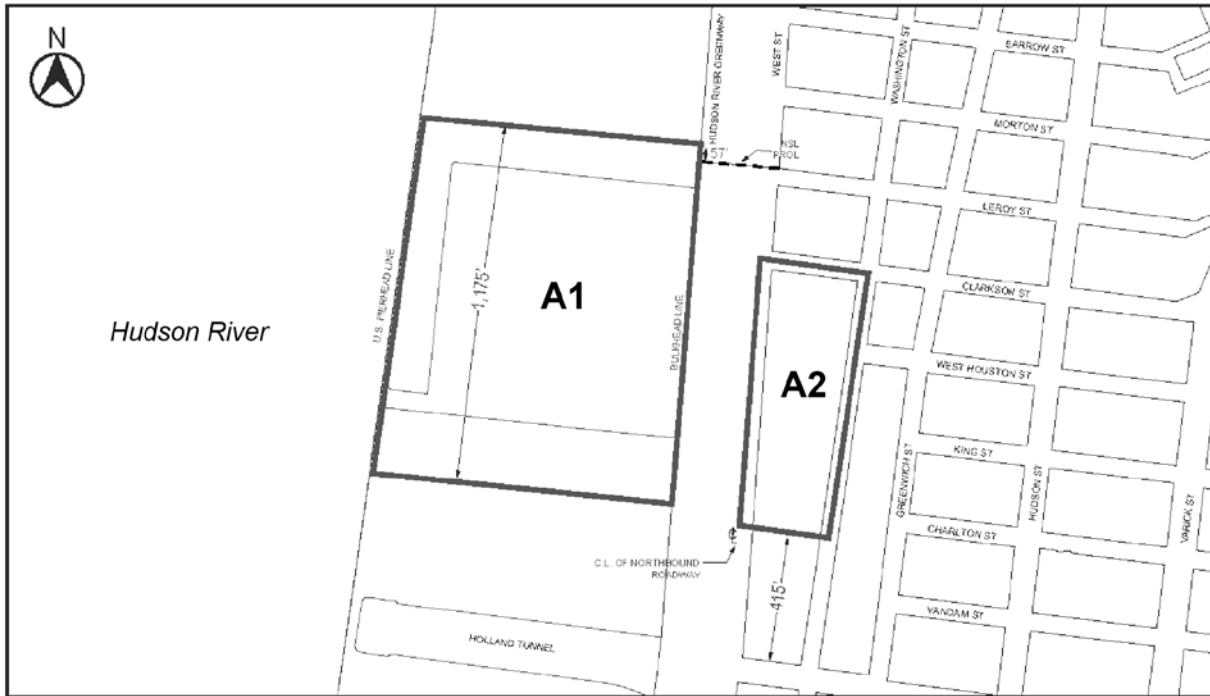 N
HUDSON RIVER GREENWAY
WEST ST
WASHINGTON ST
BARROW ST
MORTON ST
57'
NSL
PROL
LEROY ST
U.S. PIERHEAD LINE
1,175'
A1
BULKHEAD LINE
Hudson River
CLARKSON ST
WEST HOUSTON ST
A2
KING ST
GREENWICH ST
HUDSON ST
VARICK ST
CHARLTON ST
C.L. OF NORTHBOUND
ROADWAY
415'
VANDAM ST
HOLLAND TUNNEL